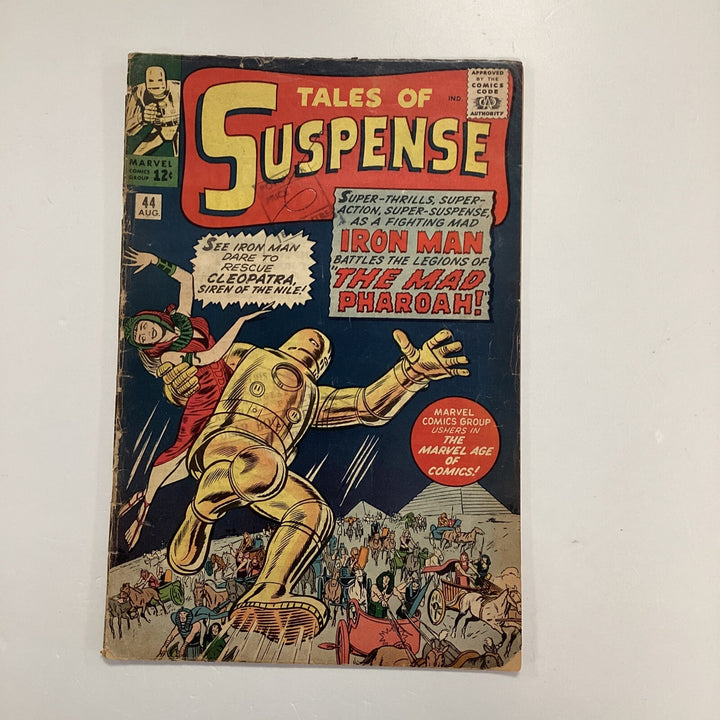 TALES OF
SUSPENSE
IND.
APPROVED
BY THE
COMICS
CODE
AUTHORITY
MARVEL
COMICS
GROUP 12¢
44
AUG.
SUPER-THRILLS, SUPER-
ACTION, SUPER-SUSPENSE,
AS A FIGHTING MAD
IRON MAN
BATTLES THE LEGIONS OF
"THE MAD
PHAROAH!
SEE IRON MAN
DARE TO
RESCUE
CLEOPATRA,
SIREN OF THE NILE!
MARVEL
COMICS GROUP
USHERS IN
THE
MARVEL AGE
OF
COMICS!